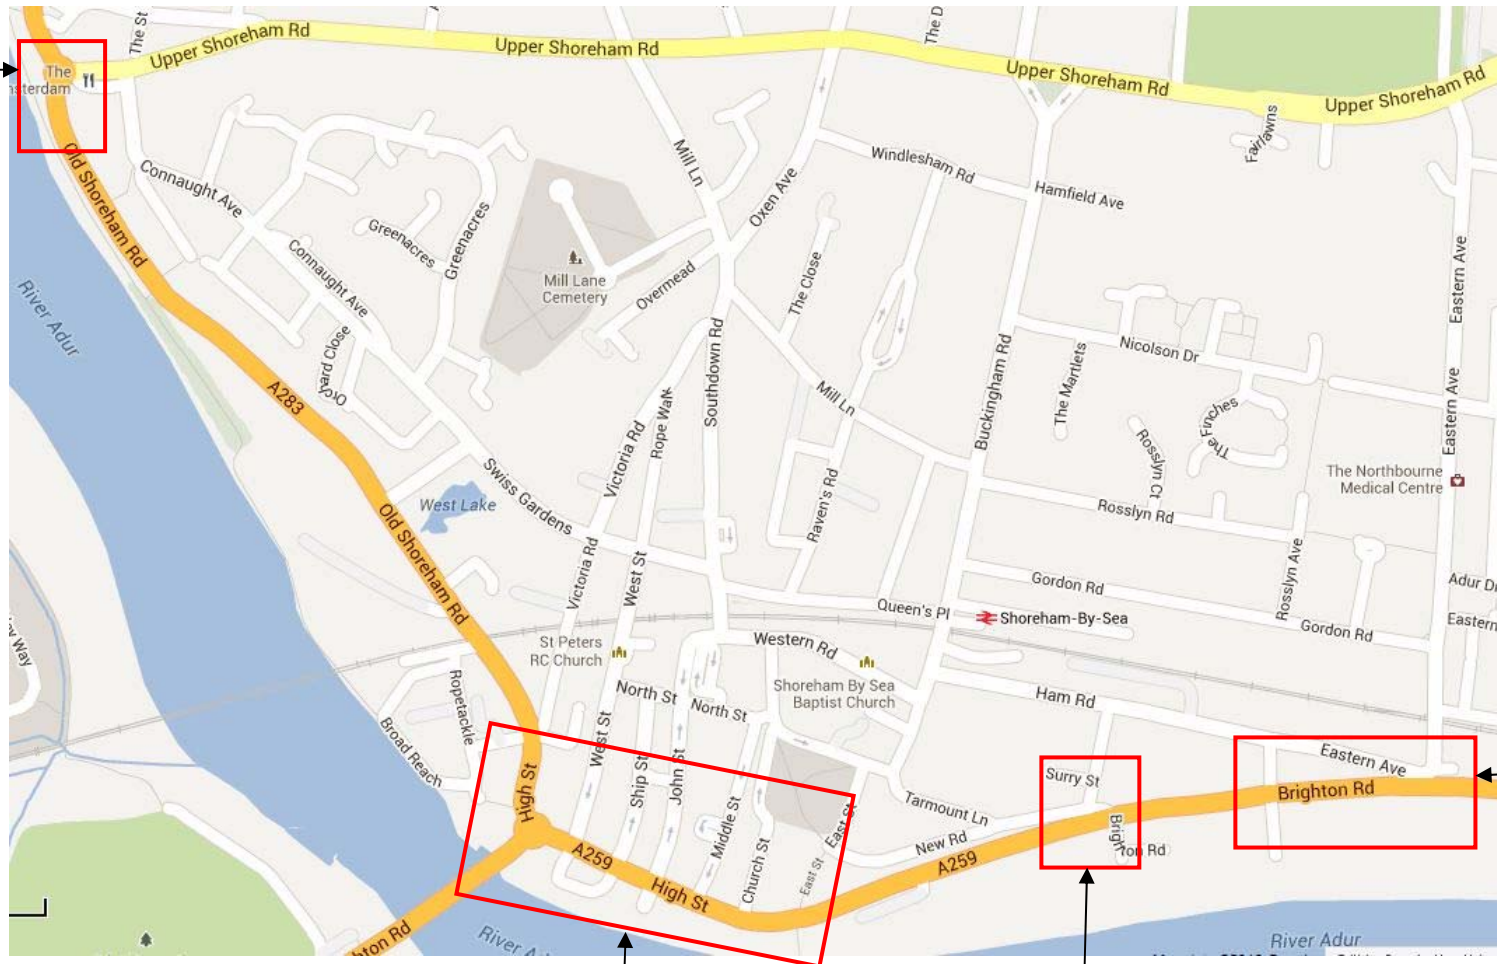 The St
Upper Shoreham Rd
Upper Shoreham Rd
The D
Upper Shoreham Rd
Upper Shoreham Rd
The
nsterdam
Old Shoreham Rd
Connaught Ave
Mill Ln
Oxen Ave
Windlesham Rd
Hamfield Ave
Fairlawns
Greenacres
Greenacres
Connaught Ave
Mill Lane
Cemetery
Overmead
The Close
Eastern Ave
River Adur
Orchard Close
A283
Southdown Rd
Mill Ln
Buckingham Rd
The Martlets
Nicolson Dr
Eastern Ave
The Finches
Rosslyn Ct
Victoria Rd
Rope Walk
Swiss Gardens
West Lake
Raven's Rd
Rosslyn Rd
The Northbourne
Medical Centre
Old Shoreham Rd
Victoria Rd
West St
Gordon Rd
Rosslyn Ave
Adur D
Queen's Pl
Shoreham-By-Sea
Gordon Rd
Eastern
ey Way
St Peters
RC Church
Western Rd
Shoreham By Sea
Baptist Church
Ham Rd
Ropetackle
Broad Reach
North St
North St
West St
Ship St
John St
High St
Middle St
Church St
East St
East St
Surry St
Tarmount Ln
New Rd
Brighton Rd
Eastern Ave
Brighton Rd
A259
High St
A259
hton Rd
River A
River Adur